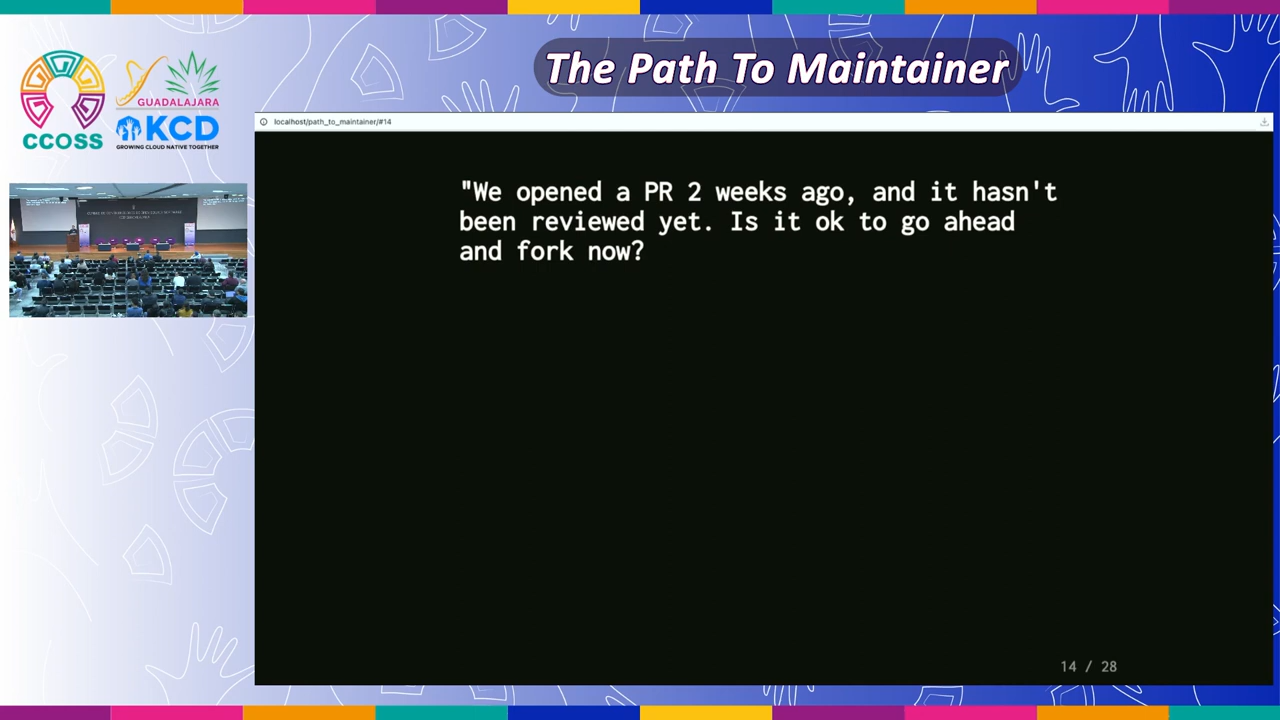 The Path To Maintainer
GUADALAJARA
CCOSS
KCD
GROWING CLOUD NATIVE TOGETHER
localhost/path_to_maintainer/#14
"We opened a PR 2 weeks ago, and it hasn't
been reviewed yet. Is it ok to go ahead
and fork now?
14 / 28